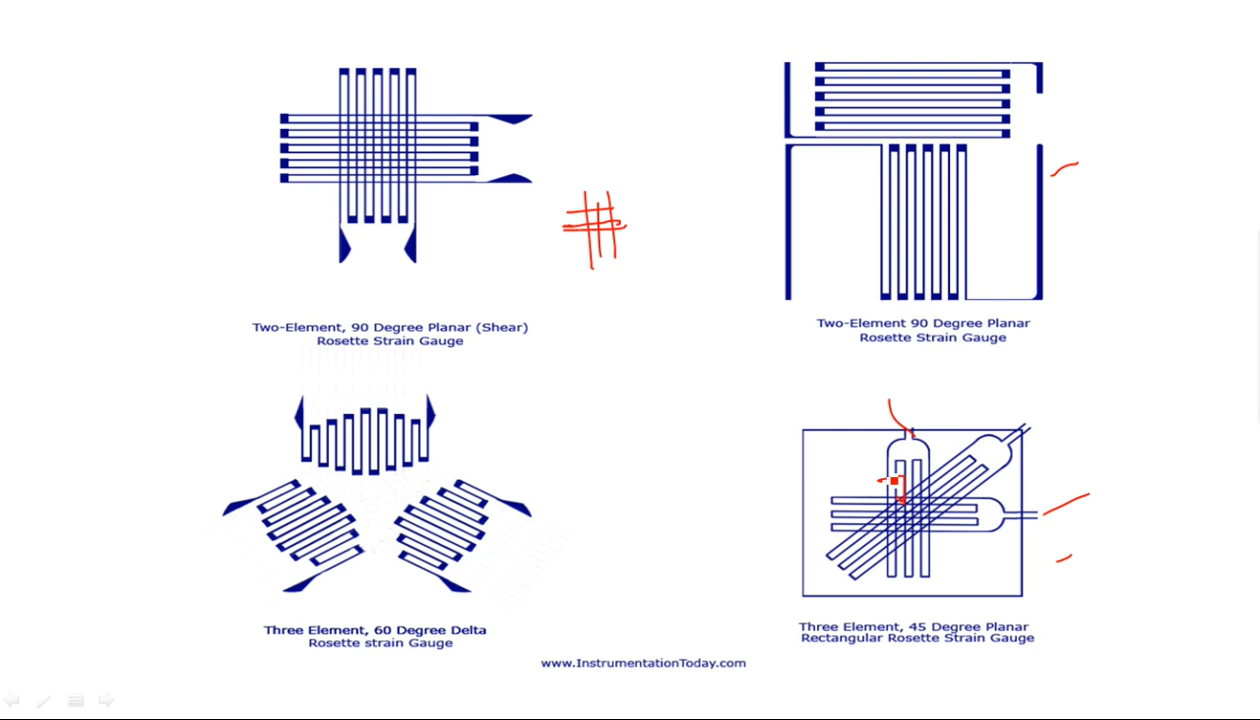 Two-Element, 90 Degree Planar (Shear)
Rosette Strain Gauge
Two-Element 90 Degree Planar
Rosette Strain Gauge
Three Element, 60 Degree Delta
Rosette strain Gauge
Three Element, 45 Degree Planar
Rectangular Rosette Strain Gauge
www.InstrumentationToday.com